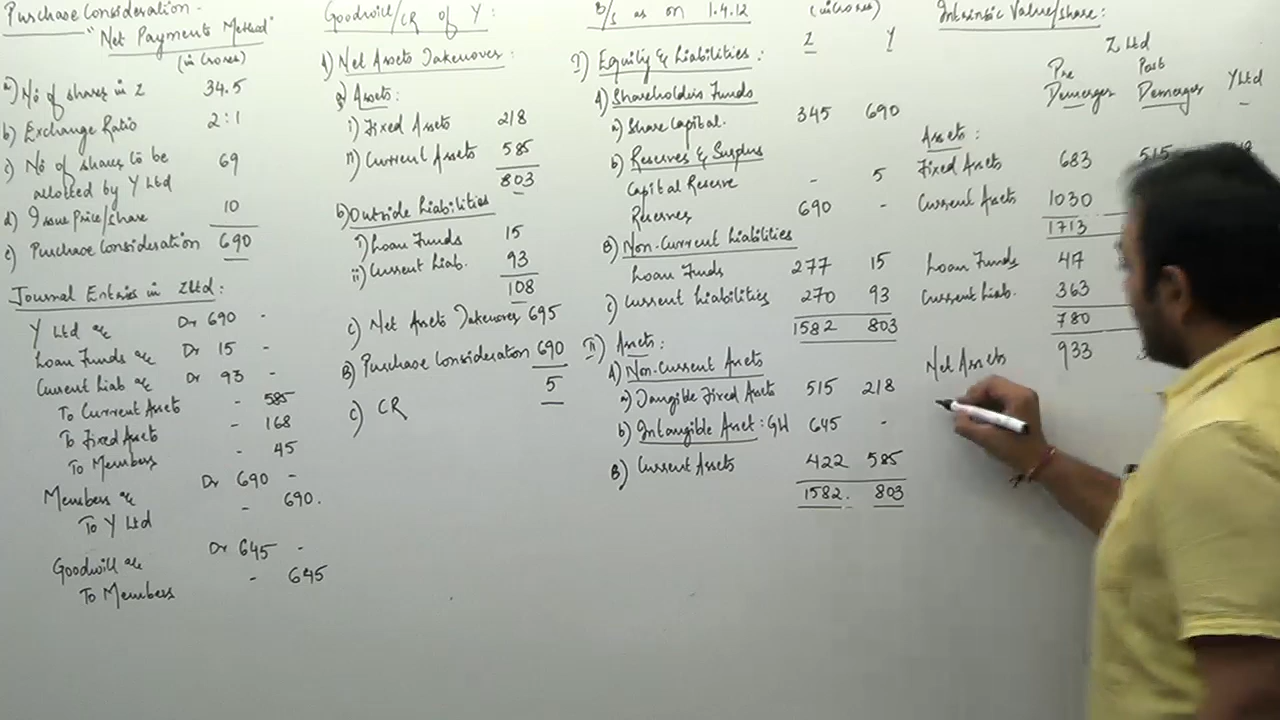 Purchase Consideration -
"Net Payments Method"
(in Crores)
a) No of shares in Z 34.5
b) Exchange Ratio 2:1
c) No of shares to be
allotted by Y Ltd 69
d) Issue Price/share 10
e) Purchase Consideration 690
Journal Entries in Z Ltd:
Y Ltd a/c Dr 690 -
Loan Funds a/c Dr 15 -
Current Liab a/c Dr 93 -
To Current Assets - 585
To Fixed Assets - 168
To Members - 45
Members a/c Dr 690 -
To Y Ltd - 690.
Goodwill a/c Dr 645 -
To Members - 645
Goodwill/CR of Y:
A) Net Assets Takenover:
a) Assets:
i) Fixed Assets 218
ii) Current Assets 585
803
b) Outside Liabilities
i) Loan Funds 15
ii) Current Liab. 93
108
c) Net Assets Takenover 695
B) Purchase Consideration 690
5
C) CR
B/S as on 1.4.12 (in Crores)
Z Y
I) Equity & Liabilities:
A) Shareholders Funds
a) Share Capital. 345 690
b) Reserves & Surplus
Capital Reserve - 5
Reserves 690 -
B) Non-Current Liabilities
Loan Funds 277 15
C) Current Liabilities 270 93
1582 803
II) Assets:
A) Non-Current Assets
a) Tangible Fixed Assets 515 218
b) Intangible Asset: GW 645 -
B) Current Assets 422 585
1582. 803
Intrinsic Value/share:
Z Ltd
Pre Demerger Post Demerger Y Ltd
Assets:
Fixed Assets 683 515
Current Assets 1030
1713
Loan Funds 417
Current Liab. 363
780
Net Assets 933